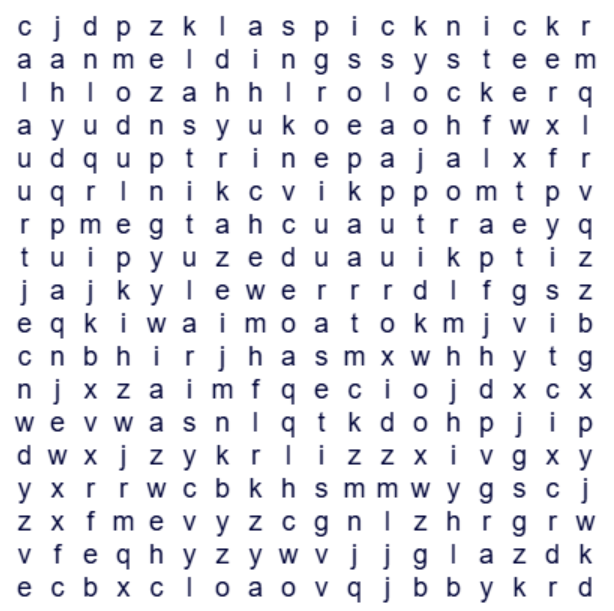 c j d p z k l a s p i c k n i c k r
a a n m e l d i n g s s y s t e e m
l h l o z a h h l r o l o c k e r q
a y u d n s y u k o e a o h f w x l
u d q u p t r i n e p a j a l x f r
u q r l n i k c v i k p p o m t p v
r p m e g t a h c u a u t r a e y q
t u i p y u z e d u a u i k p t i z
j a j k y l e w e r r r d l f g s z
e q k i w a i m o a t o k m j v i b
c n b h i r j h a s m x w h h y t g
n j x z a i m f q e c i o j d x c x
w e v w a s n l q t k d o h p j i p
d w x j z y k r l i z z x i v g x y
y x r r w c b k h s m m w y g s c j
z x f m e v y z c g n l z h r g r w
v f e q h y z y w v j j g l a z d k
e c b x c l o a o v q j b b y k r d